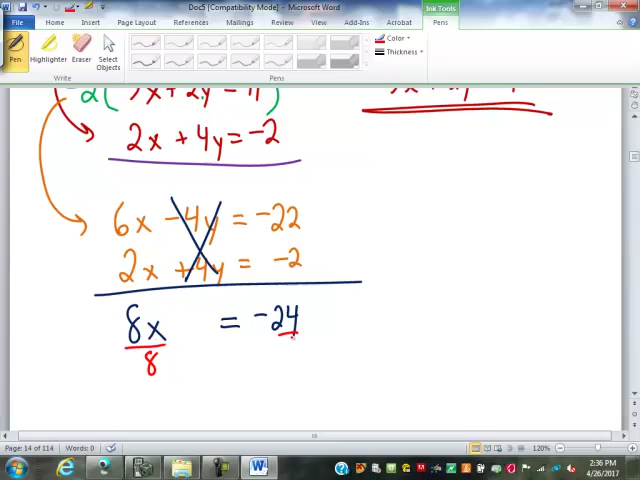 Doc5 [Compatibility Mode] - Microsoft Word
Ink Tools
File Home Insert Page Layout References Mailings Review View Add-Ins Acrobat Pens
Pen Highlighter Eraser Select Objects
Color
Thickness
Write Pens
2x + 4y = -2
6x - 4y = -22
2x + 4y = -2
8x = -24
8
Page: 14 of 114 Words: 0 120%
2:36 PM
4/26/2017